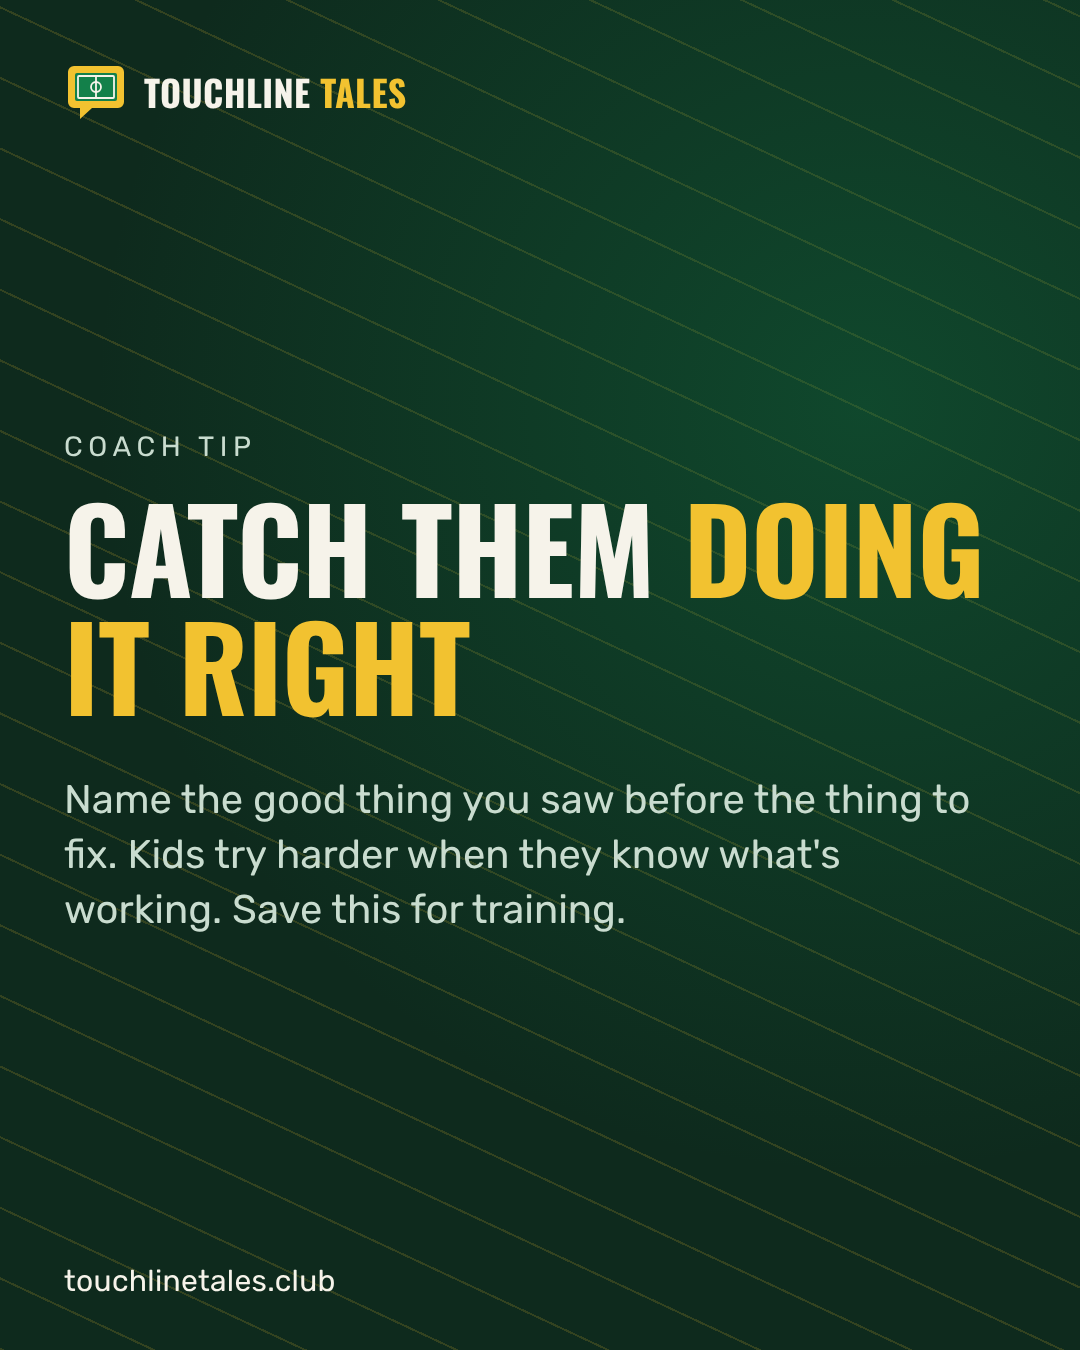 TOUCHLINE TALES
COACH TIP
CATCH THEM DOING
IT RIGHT
Name the good thing you saw before the thing to
fix. Kids try harder when they know what's
working. Save this for training.
touchlinetales.club